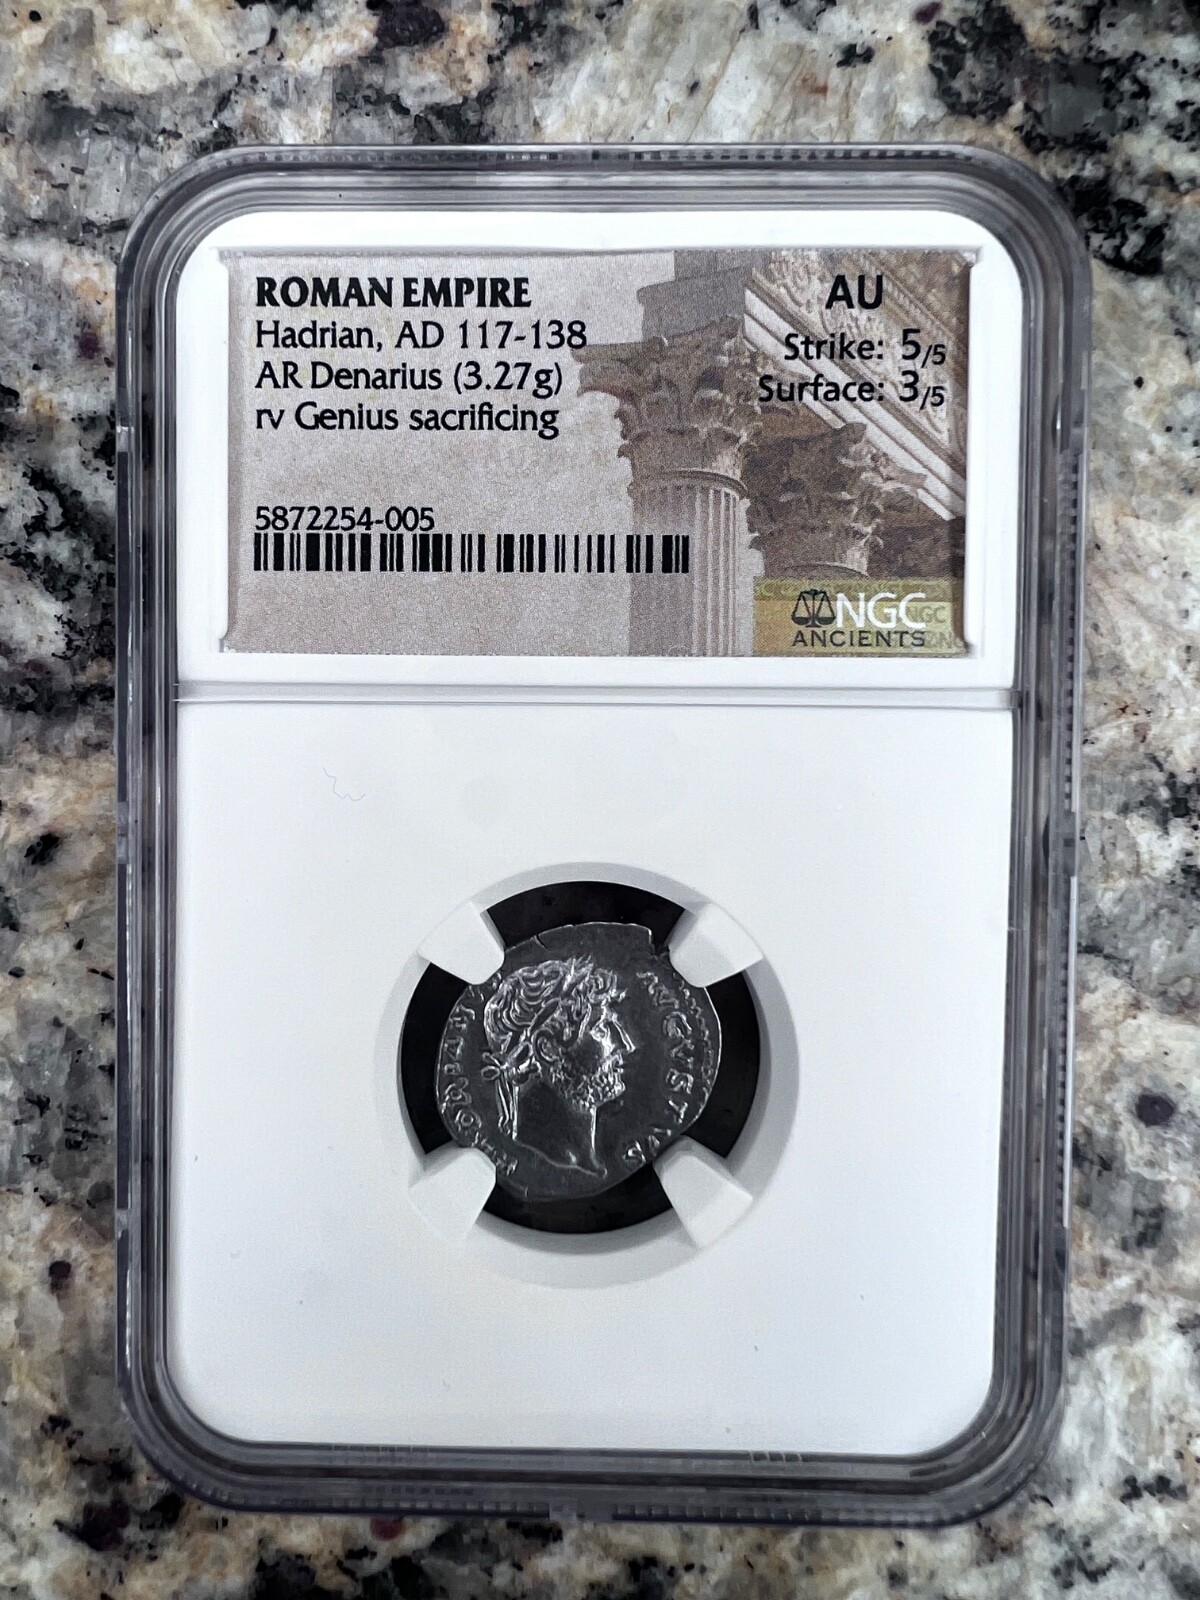 ROMAN EMPIRE
Hadrian, AD 117-138
AR Denarius (3.27g)
rv Genius sacrificing
5872254-005
AU
Strike: 5/5
Surface: 3/5
NGC
ANCIENTS
HADRIANVS
AVGVSTVS